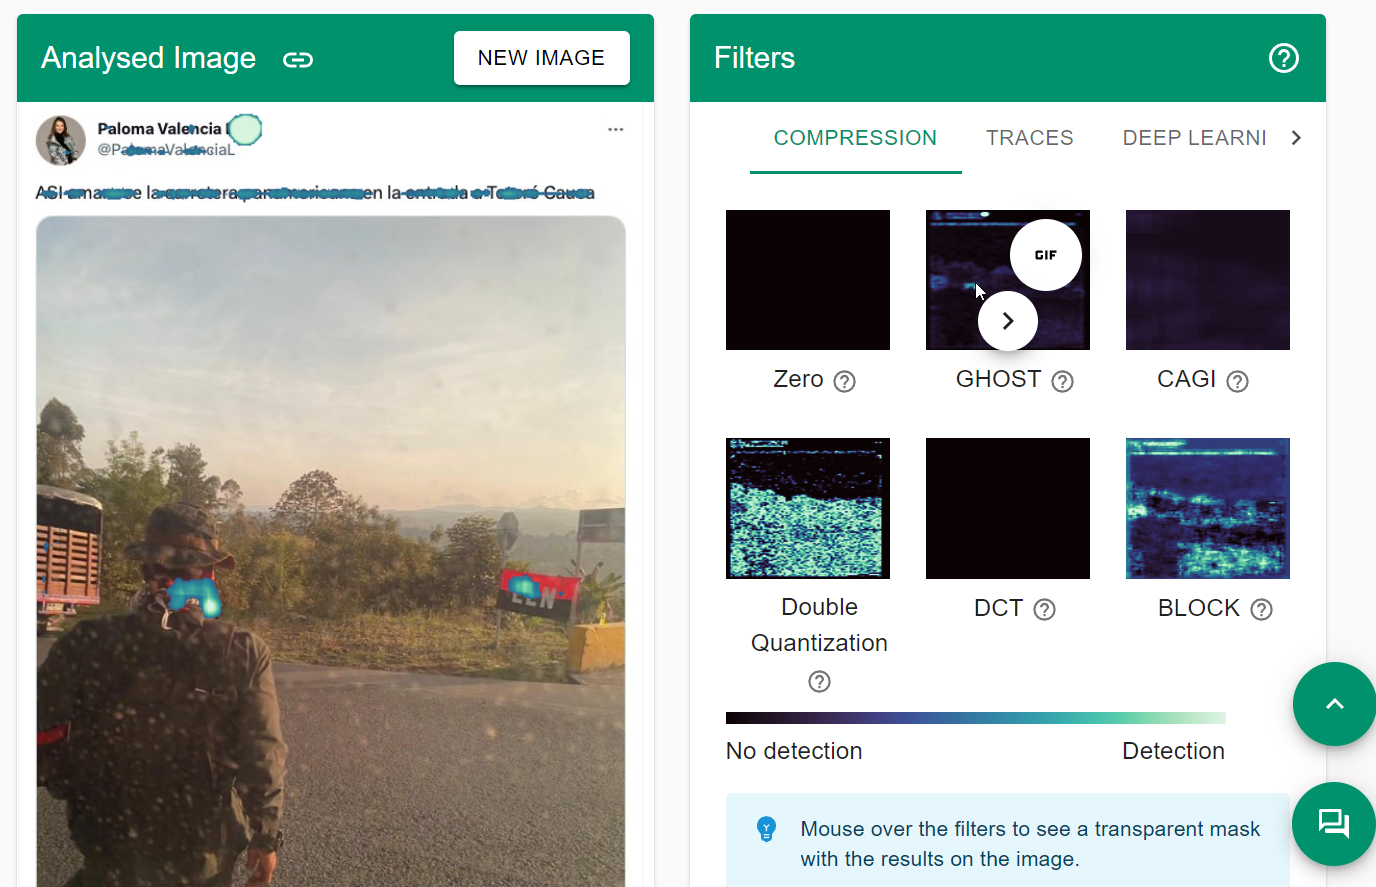 Analysed Image
NEW IMAGE
Filters
Paloma Valencia
@PalomaValenciaL
ASI amanece la carretera panamericana en la entrada a Totoró Cauca
COMPRESSION
TRACES
DEEP LEARNI
GIF
Zero
GHOST
CAGI
ELN
Double
Quantization
DCT
BLOCK
No detection
Detection
Mouse over the filters to see a transparent mask
with the results on the image.